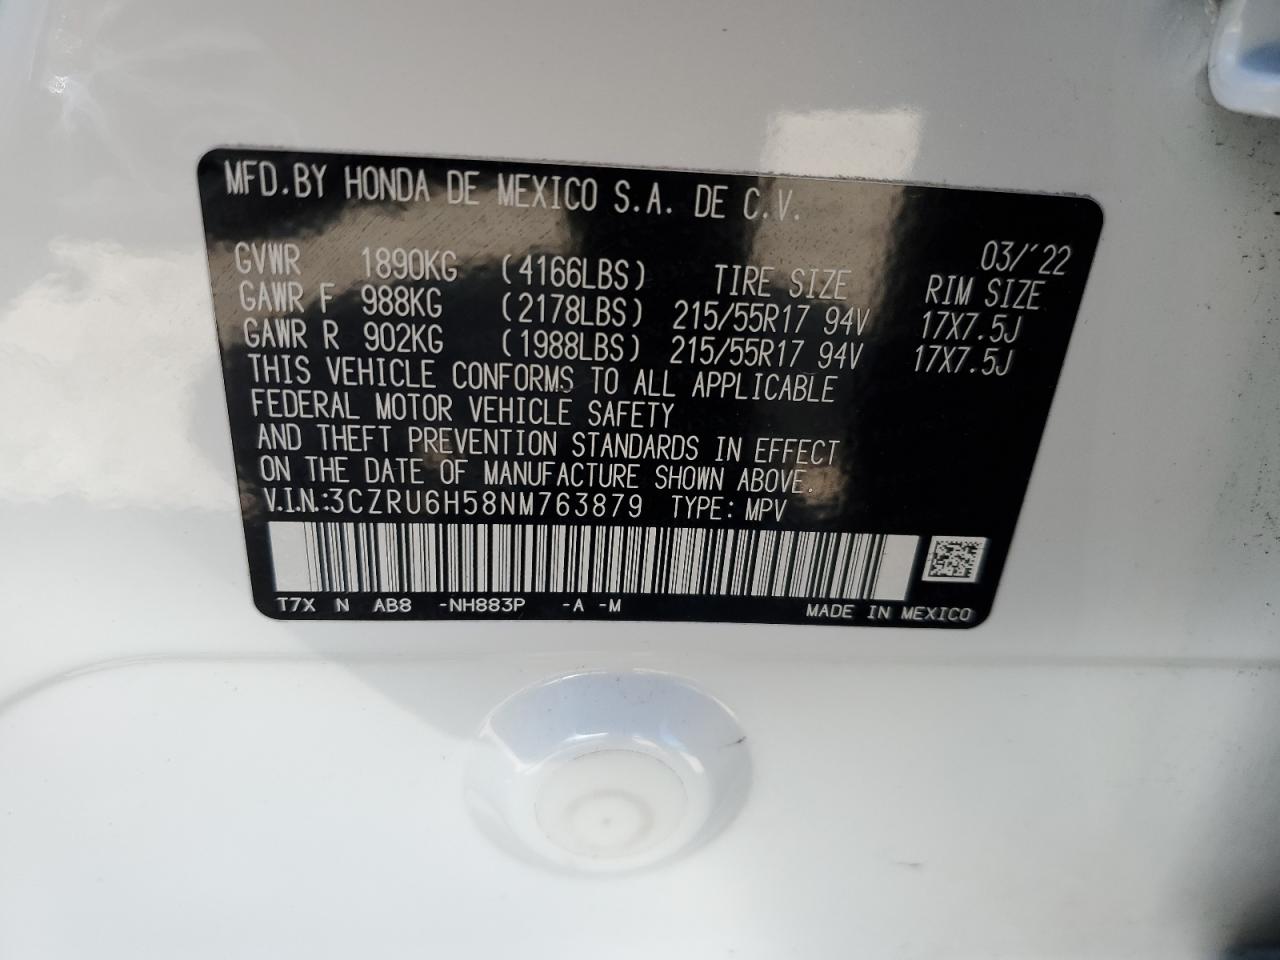 MFD.BY HONDA DE MEXICO S.A. DE C.V.
03/'22
GVWR 1890KG (4166LBS) TIRE SIZE RIM SIZE
GAWR F 988KG (2178LBS) 215/55R17 94V 17X7.5J
GAWR R 902KG (1988LBS) 215/55R17 94V 17X7.5J
THIS VEHICLE CONFORMS TO ALL APPLICABLE
FEDERAL MOTOR VEHICLE SAFETY
AND THEFT PREVENTION STANDARDS IN EFFECT
ON THE DATE OF MANUFACTURE SHOWN ABOVE.
V.I.N.:3CZRU6H58NM763879 TYPE: MPV
T7X N AB8 -NH883P -A -M MADE IN MEXICO